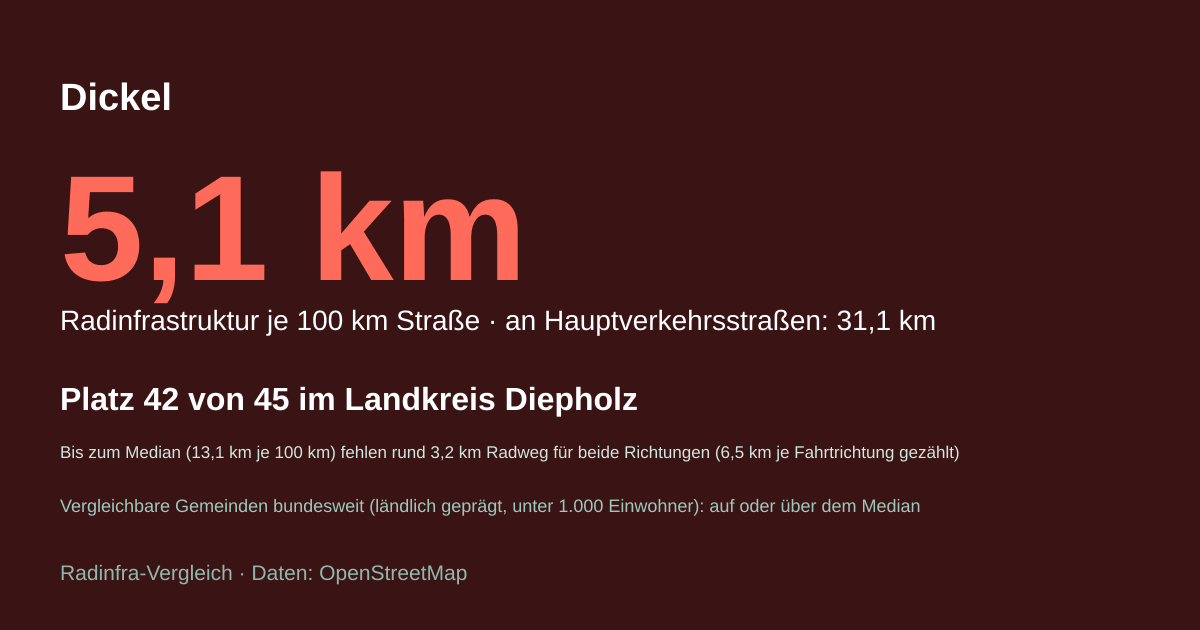 Dickel
5,1 km
Radinfrastruktur je 100 km Straße · an Hauptverkehrsstraßen: 31,1 km
Platz 42 von 45 im Landkreis Diepholz
Bis zum Median (13,1 km je 100 km) fehlen rund 3,2 km Radweg für beide Richtungen (6,5 km je Fahrtrichtung gezählt)
Vergleichbare Gemeinden bundesweit (ländlich geprägt, unter 1.000 Einwohner): auf oder über dem Median
Radinfra-Vergleich · Daten: OpenStreetMap